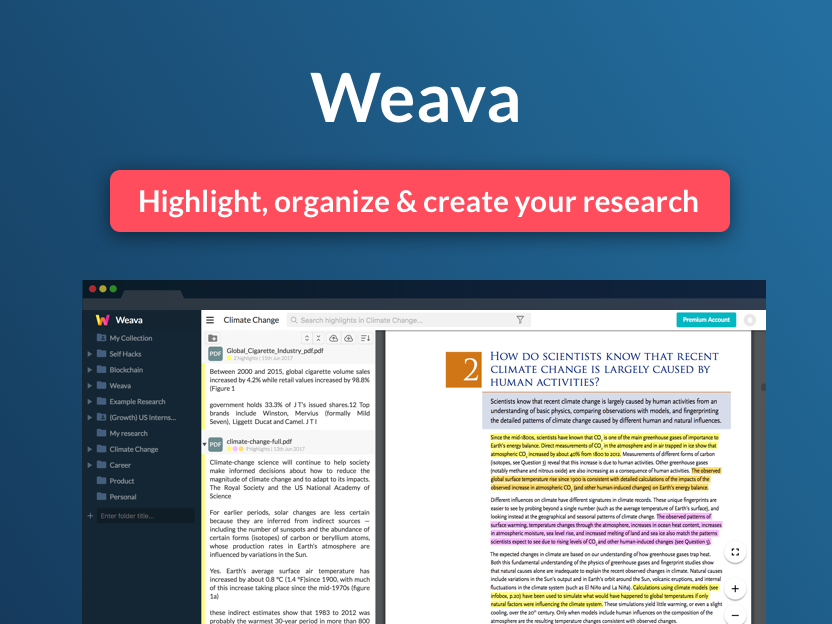 Weava
Highlight, organize & create your research
Weava
Climate Change
Search highlights in Climate Change...
Premium Account
My Collection
Self Hacks
Blockchain
Weava
Example Research
(Growth) US Interns...
My research
Climate Change
Career
Product
Personal
Enter folder title...
PDF
Global_Cigarette_Industry_pdf.pdf
2 highlights | 15th Jun 2017
Between 2000 and 2015, global cigarette volume sales
increased by 4.2% while retail values increased by 98.8%
(Figure 1
government holds 33.3% of J T's issued shares.12 Top
brands include Winston, Mervius (formally Mild
Seven), Liggett Ducat and Camel. J T I
PDF
climate-change-full.pdf
9 highlights | 13th Jun 2017
Climate-change science will continue to help society
make informed decisions about how to reduce the
magnitude of climate change and to adapt to its impacts.
The Royal Society and the US National Academy of
Science
For earlier periods, solar changes are less certain
because they are inferred from indirect sources —
including the number of sunspots and the abundance of
certain forms (isotopes) of carbon or beryllium atoms,
whose production rates in Earth's atmosphere are
influenced by variations in the Sun.
Yes. Earth's average surface air temperature has
increased by about 0.8 °C (1.4 °F)since 1900, with much
of this increase taking place since the mid-1970s (figure
1a)
these indirect estimates show that 1983 to 2012 was
probably the warmest 30-year period in more than 800
2
How do scientists know that recent
climate change is largely caused by
human activities?
Scientists know that recent climate change is largely caused by human activities from an
understanding of basic physics, comparing observations with models, and fingerprinting
the detailed patterns of climate change caused by different human and natural influences.
Since the mid-1800s, scientists have known that CO2 is one of the main greenhouse gases of importance to
Earth's energy balance. Direct measurements of CO2 in the atmosphere and in air trapped in ice show that
atmospheric CO2 increased by about 40% from 1800 to 2012. Measurements of different forms of carbon
(isotopes, see Question 3) reveal that this increase is due to human activities. Other greenhouse gases
(notably methane and nitrous oxide) are also increasing as a consequence of human activities. The observed
global surface temperature rise since 1900 is consistent with detailed calculations of the impacts of the
observed increase in atmospheric CO2 (and other human-induced changes) on Earth's energy balance.
Different influences on climate have different signatures in climate records. These unique fingerprints are
easier to see by probing beyond a single number (such as the average temperature of Earth's surface), and
looking instead at the geographical and seasonal patterns of climate change. The observed patterns of
surface warming, temperature changes through the atmosphere, increases in ocean heat content, increases
in atmospheric moisture, sea level rise, and increased melting of land and sea ice also match the patterns
scientists expect to see due to rising levels of CO2 and other human-induced changes (see Question 5).
The expected changes in climate are based on our understanding of how greenhouse gases trap heat.
Both this fundamental understanding of the physics of greenhouse gases and fingerprint studies show
that natural causes alone are inadequate to explain the recent observed changes in climate. Natural causes
include variations in the Sun's output and in Earth's orbit around the Sun, volcanic eruptions, and internal
fluctuations in the climate system (such as El Niño and La Niña). Calculations using climate models (see
infobox, p.20) have been used to simulate what would have happened to global temperatures if only
natural factors were influencing the climate system. These simulations yield little warming, or even a slight
cooling, over the 20th century. Only when models include human influences on the composition of the
atmosphere are the resulting temperature changes consistent with observed changes.